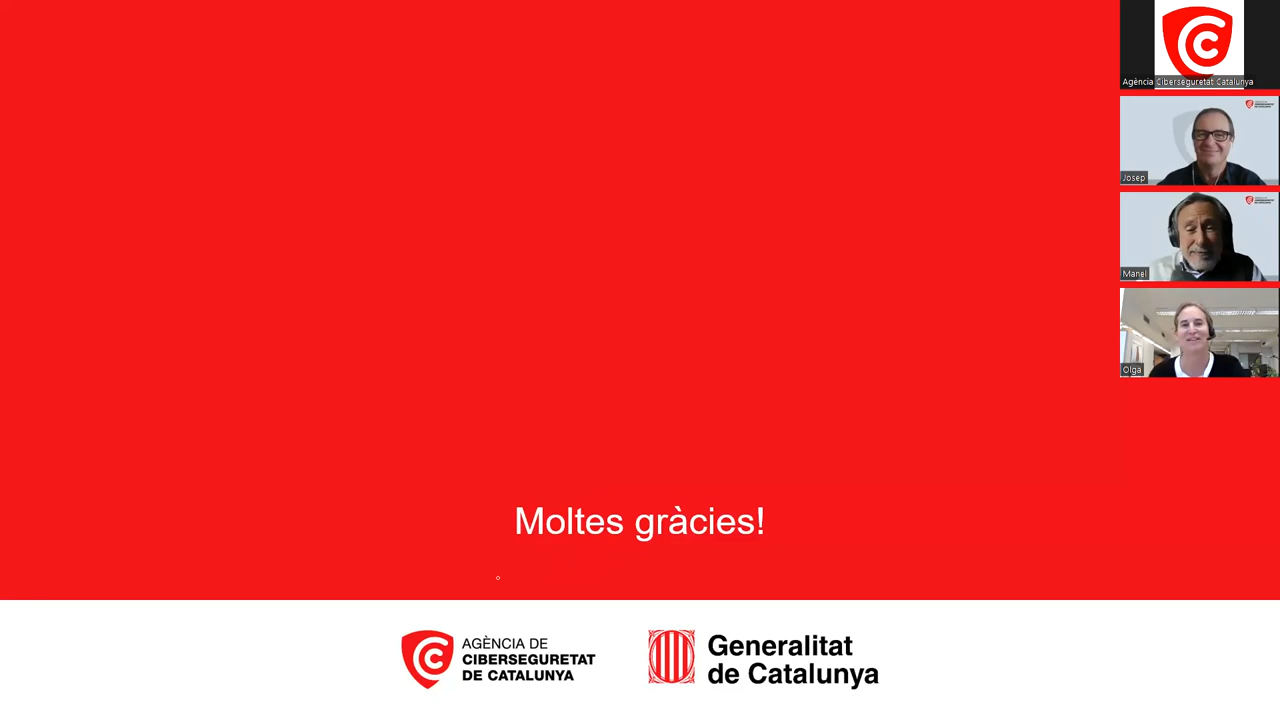 Agència Ciberseguretat Catalunya
Josep
Manel
Olga
Moltes gràcies!
AGÈNCIA DE
CIBERSEGURETAT
DE CATALUNYA
Generalitat
de Catalunya